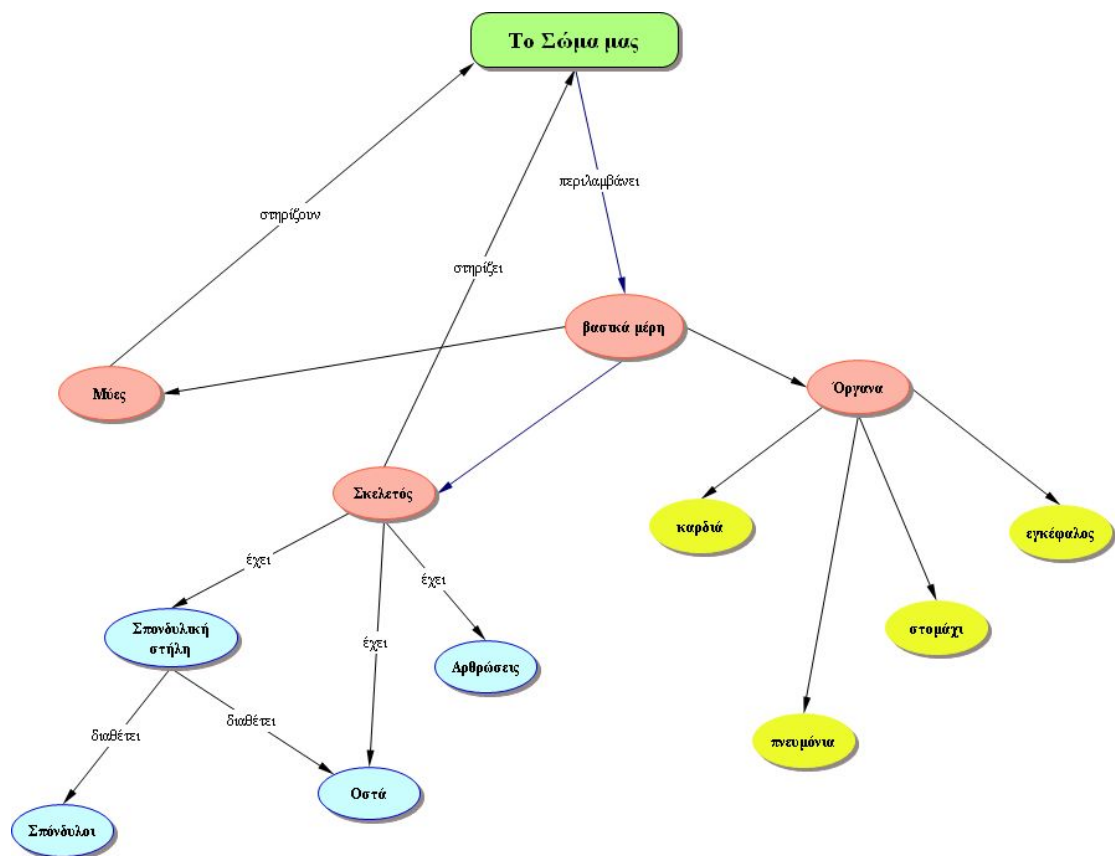 Το Σώμα μας
περιλαμβάνει
στηρίζουν
στηρίζει
βασικά μέρη
Μύες
Όργανα
Σκελετός
καρδιά
εγκέφαλος
έχει
έχει
έχει
Σπονδυλική
στήλη
Αρθρώσεις
στομάχι
διαθέτει
διαθέτει
πνευμόνια
Οστά
Σπόνδυλοι